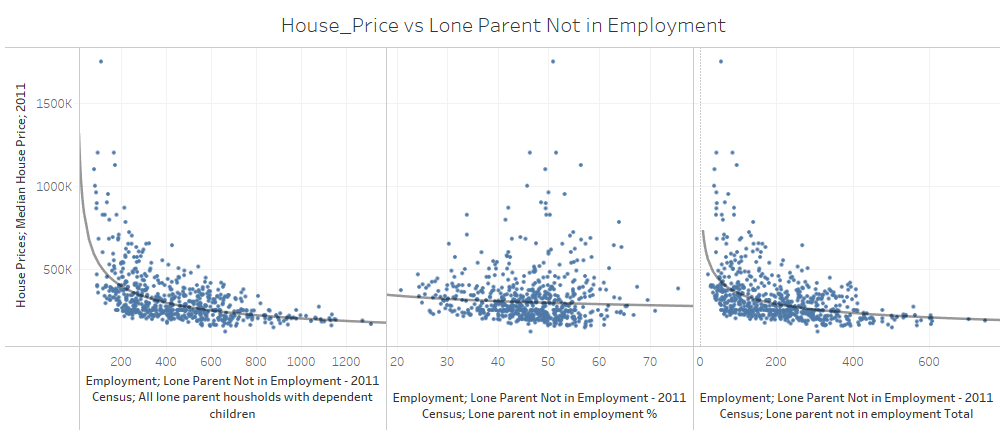 House_Price vs Lone Parent Not in Employment
House Prices; Median House Price; 2011
1500K
1000K
500K
200 400 600 800 1000 1200
20 30 40 50 60 70
0 200 400 600
Employment; Lone Parent Not in Employment - 2011
Census; All lone parent housholds with dependent
children
Employment; Lone Parent Not in Employment - 2011
Census; Lone parent not in employment %
Employment; Lone Parent Not in Employment - 2011
Census; Lone parent not in employment Total